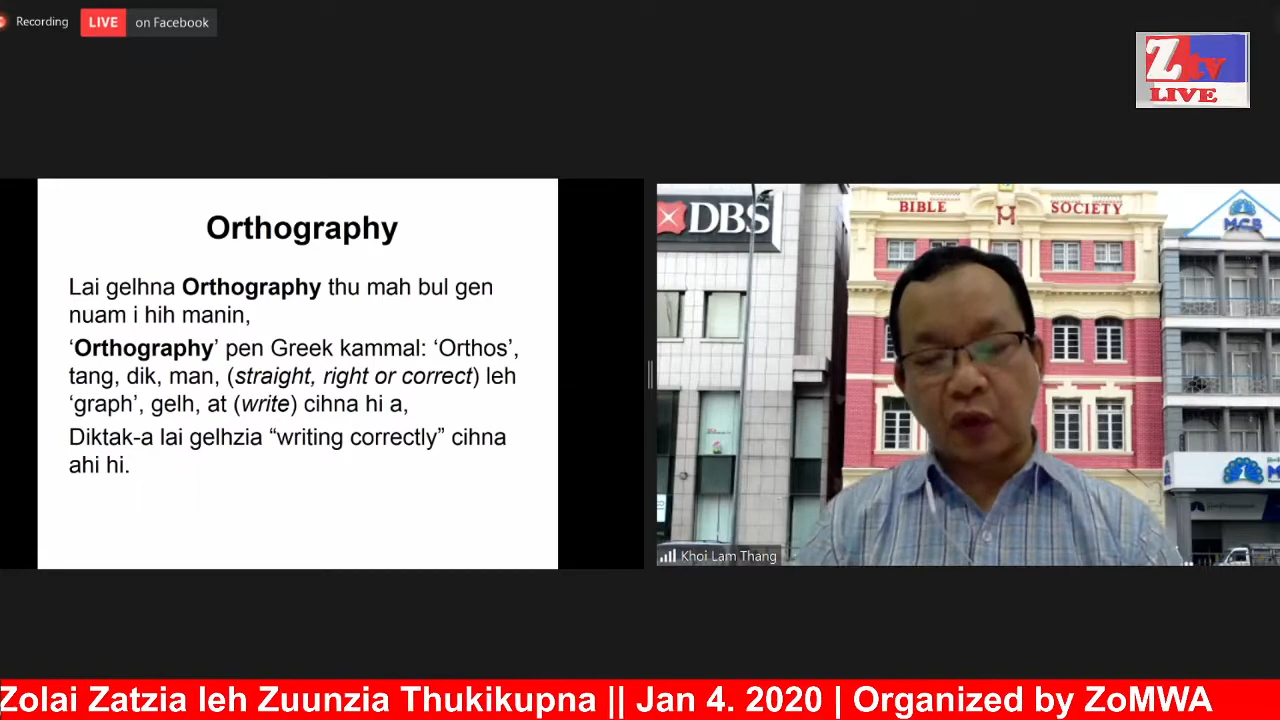 Recording
LIVE on Facebook
Z tv
LIVE
Orthography
Lai gelhna Orthography thu mah bul gen
nuam i hih manin,
‘Orthography’ pen Greek kammal: ‘Orthos’,
tang, dik, man, (straight, right or correct) leh
‘graph’, gelh, at (write) cihna hi a,
Diktak-a lai gelhzia “writing correctly” cihna
ahi hi.
DBS
BIBLE SOCIETY
MCB
Khoi Lam Thang
Zolai Zatzia leh Zuunzia Thukikupna || Jan 4. 2020 | Organized by ZoMWA